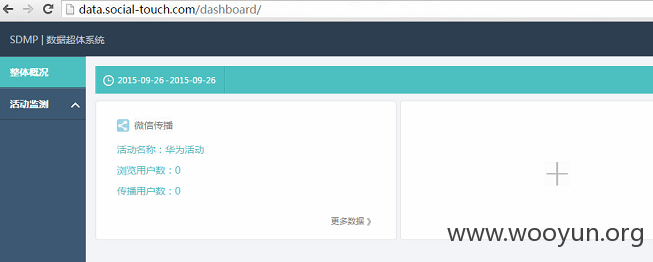 data.social-touch.com/dashboard/
SDMP | 数据超体系统
整体概况
活动监测
2015-09-26 - 2015-09-26
微信传播
活动名称：华为活动
浏览用户数：0
传播用户数：0
更多数据 》
www.wooyun.org